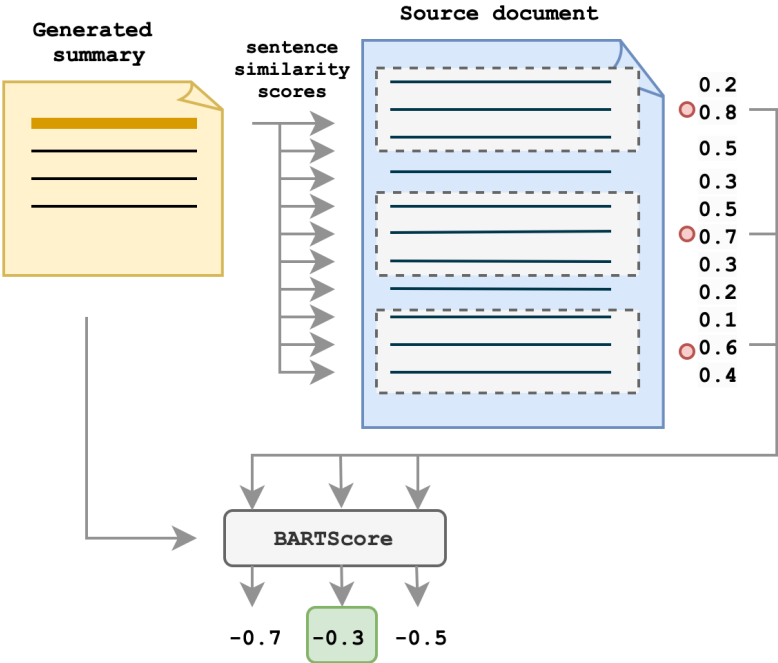 Source document
Generated
summary
sentence
similarity
scores
0.2
0.8
0.5
0.3
0.5
0.7
0.3
0.2
0.1
0.6
0.4
BARTScore
-0.7
-0.3
-0.5